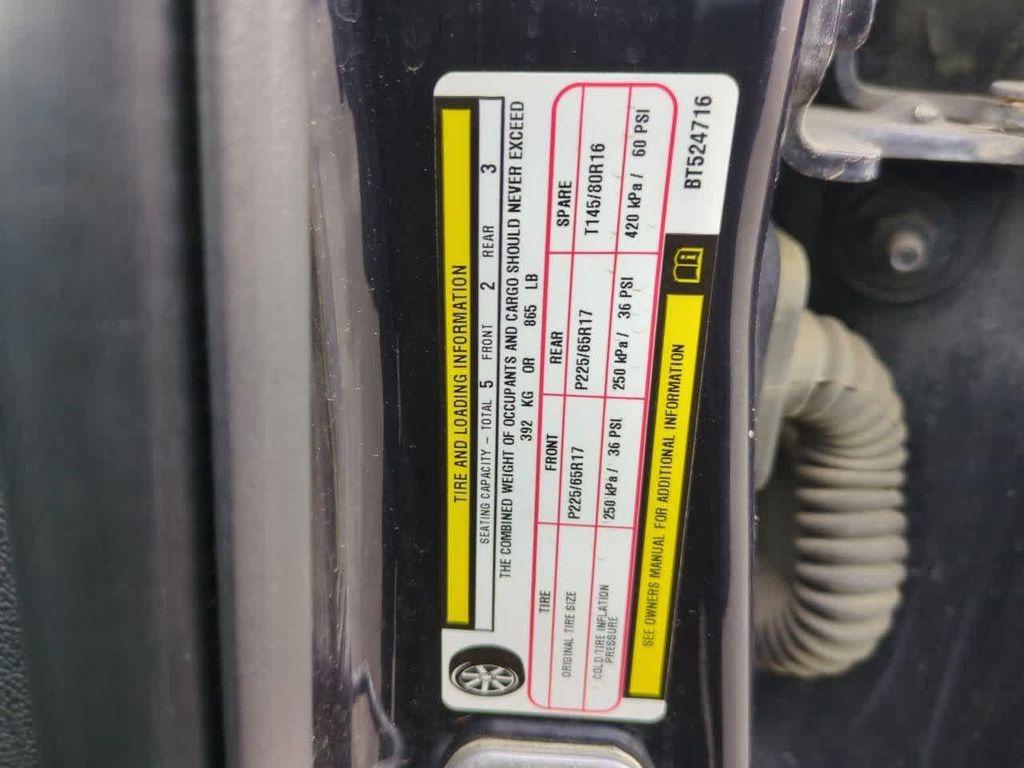 TIRE AND LOADING INFORMATION
SEATING CAPACITY – TOTAL 5 FRONT 2 REAR 3
THE COMBINED WEIGHT OF OCCUPANTS AND CARGO SHOULD NEVER EXCEED
392 KG OR 865 LB
TIRE FRONT REAR SPARE
ORIGINAL TIRE SIZE P225/65R17 P225/65R17 T145/80R16
COLD TIRE INFLATION PRESSURE 250 kPa / 36 PSI 250 kPa / 36 PSI 420 kPa / 60 PSI
SEE OWNERS MANUAL FOR ADDITIONAL INFORMATION
BT524716